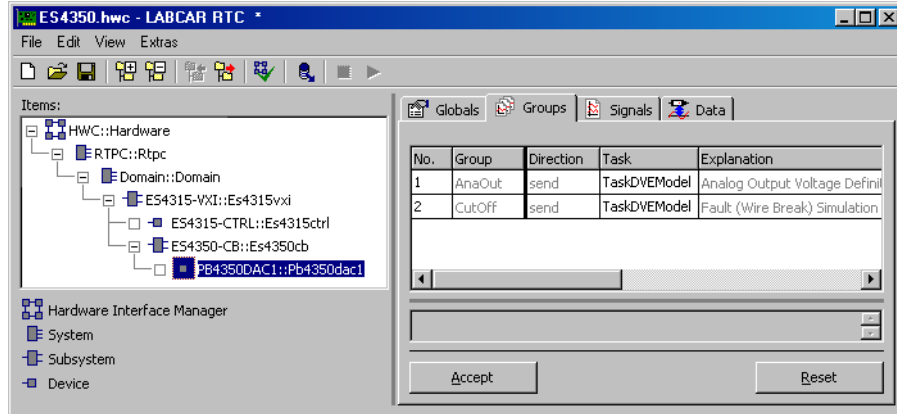 ES4350.hwc - LABCAR RTC *
File Edit View Extras
Items:
HWC::Hardware
RTPC::Rtpc
Domain::Domain
ES4315-VXI::Es4315vxi
ES4315-CTRL::Es4315ctrl
ES4350-CB::Es4350cb
PB4350DAC1::Pb4350dac1
Hardware Interface Manager
System
Subsystem
Device
Globals Groups Signals Data
No. Group Direction Task Explanation
1 AnaOut send TaskDVEModel Analog Output Voltage Defini
2 CutOff send TaskDVEModel Fault (Wire Break) Simulation
Accept Reset